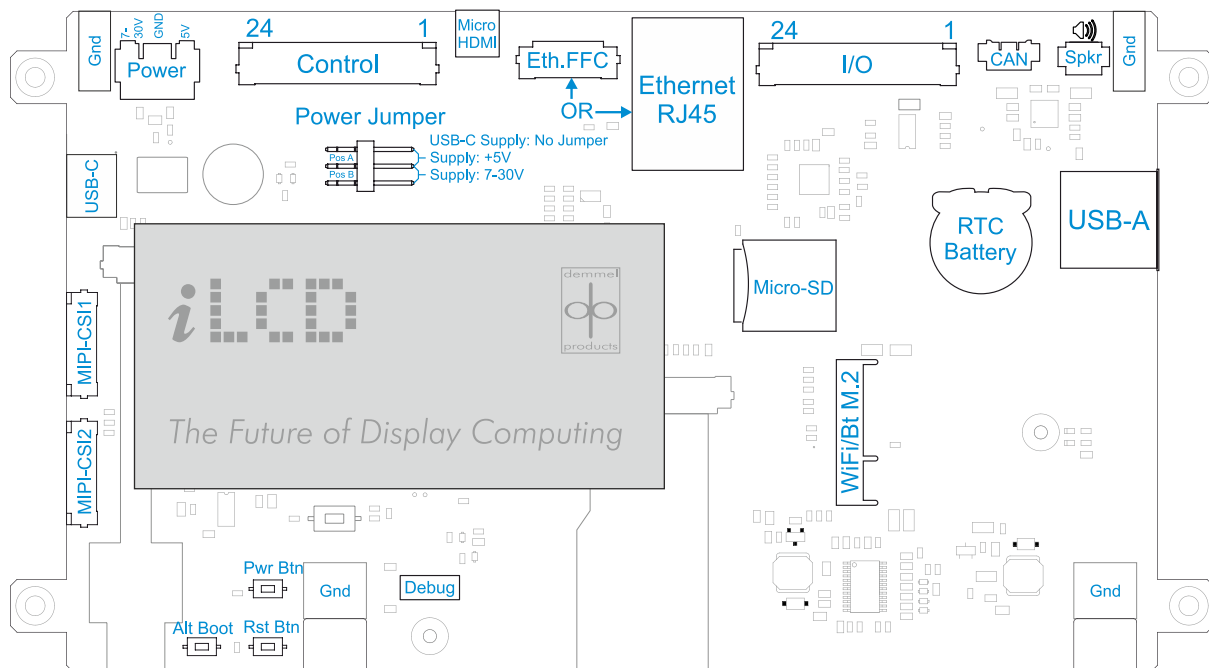 Gnd
7-
30V
GND
5V
Power
24
1
Control
Micro
HDMI
Eth.FFC
OR
Ethernet
RJ45
24
1
I/O
CAN
Spkr
Gnd
Power Jumper
USB-C Supply: No Jumper
Pos A
Supply: +5V
Pos B
Supply: 7-30V
USB-C
RTC
Battery
USB-A
iLCD
demmel
dp
products
Micro-SD
MIPI-CSI1
The Future of Display Computing
WiFi/Bt M.2
MIPI-CSI2
Pwr Btn
Gnd
Debug
Gnd
Alt Boot
Rst Btn